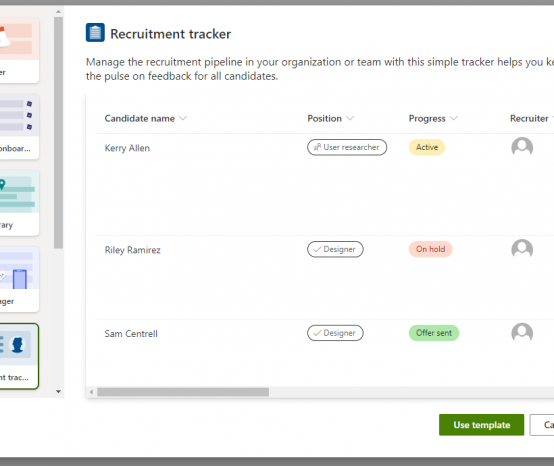 Recruitment tracker
Manage the recruitment pipeline in your organization or team with this simple tracker helps you ke
the pulse on feedback for all candidates.
Candidate name Position Progress Recruiter
Kerry Allen User researcher Active
Riley Ramirez Designer On hold
Sam Centrell Designer Offer sent
er
onboar...
rary
ager
nt trac...
Use template Ca